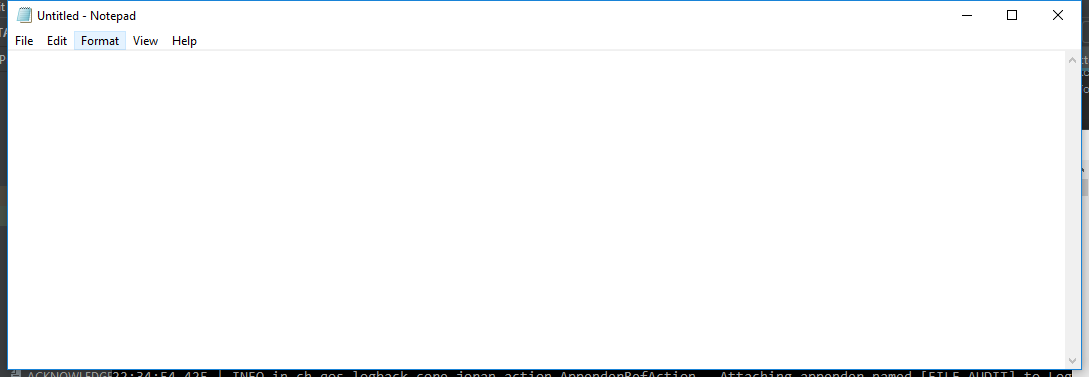 Untitled - Notepad
File Edit Format View Help
ACKNOWLEDGE22:34:54.425 | INFO in ch.qos.logback.core.joran.action.AppenderRefAction - Attaching appender named [FILE_AUDIT] to Log